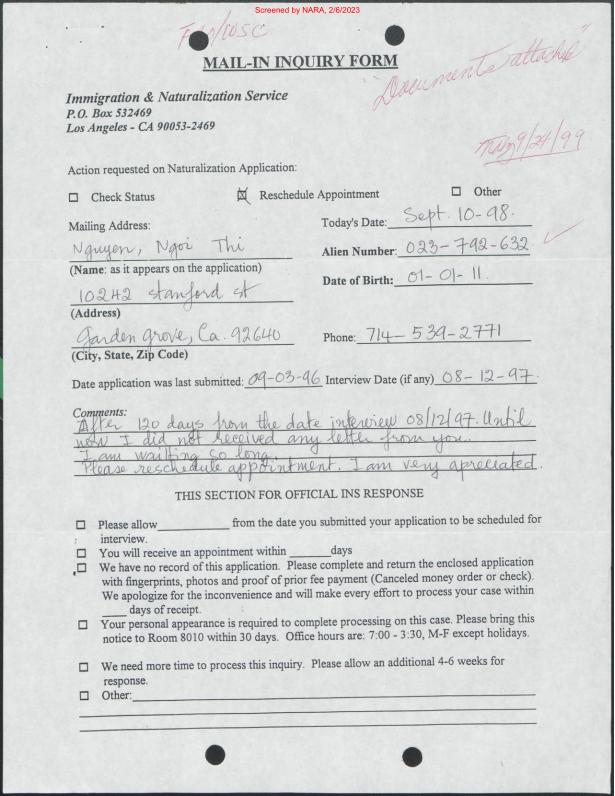 Screened by NARA, 2/6/2023
MAIL-IN INQUIRY FORM
"Documents attached"
Immigration & Naturalization Service
P.O. Box 532469
Los Angeles - CA 90053-2469
9/24/99
Action requested on Naturalization Application:
☐ Check Status ☒ Reschedule Appointment ☐ Other
Mailing Address: Today's Date: Sept. 10-98.
Nguyen, Ngoi Thi Alien Number: 023-792-632
(Name: as it appears on the application) Date of Birth: 01-01-11.
10242 stanford st
(Address)
Garden grove, Ca. 92640 Phone: 714-539-2771
(City, State, Zip Code)
Date application was last submitted: 09-03-96 Interview Date (if any) 08-12-97.
Comments:
After 120 days from the date interview 08/12/97. Until
now I did not received any letter from you.
I am waitting so long.
Please reschedule appointment. I am very apreciated.
THIS SECTION FOR OFFICIAL INS RESPONSE
☐ Please allow____________ from the date you submitted your application to be scheduled for
interview.
☐ You will receive an appointment within _______days
☐ We have no record of this application. Please complete and return the enclosed application
with fingerprints, photos and proof of prior fee payment (Canceled money order or check).
We apologize for the inconvenience and will make every effort to process your case within
____ days of receipt.
☐ Your personal appearance is required to complete processing on this case. Please bring this
notice to Room 8010 within 30 days. Office hours are: 7:00 - 3:30, M-F except holidays.
☐ We need more time to process this inquiry. Please allow an additional 4-6 weeks for
response.
☐ Other: